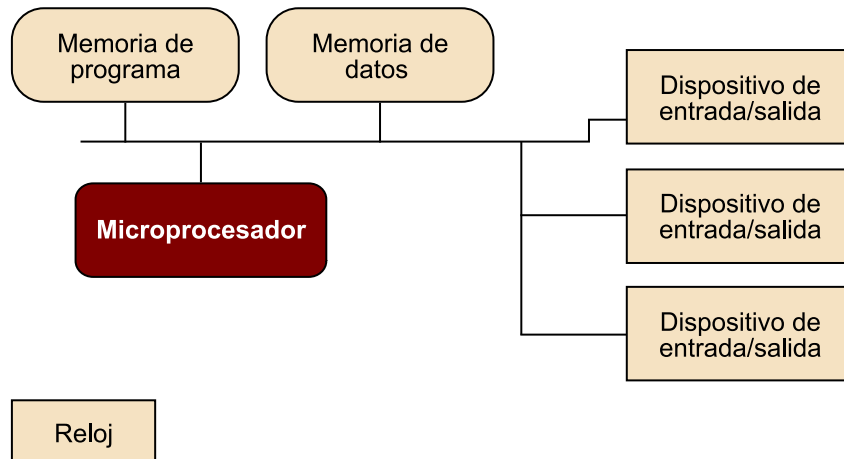 Memoria de
programa
Memoria de
datos
Dispositivo de
entrada/salida
Microprocesador
Dispositivo de
entrada/salida
Dispositivo de
entrada/salida
Reloj